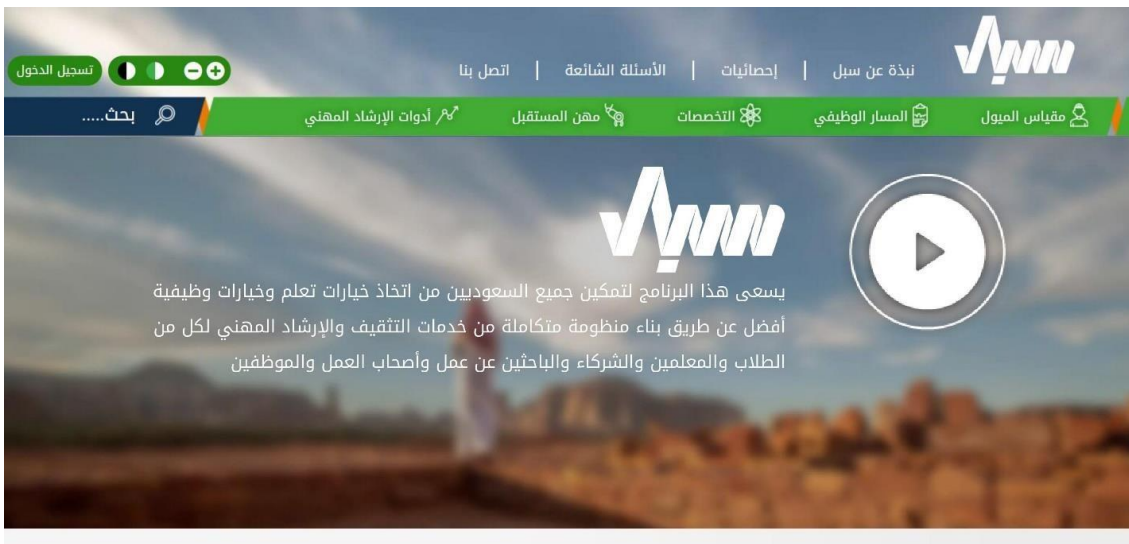 سبل
نبذة عن سبل | إحصائيات | الأسئلة الشائعة | اتصل بنا
تسجيل الدخول
مقياس الميول المسار الوظيفي التخصصات مهن المستقبل أدوات الإرشاد المهني
بحث.....
سبل
يسعى هذا البرنامج لتمكين جميع السعوديين من اتخاذ خيارات تعلم وخيارات وظيفية
أفضل عن طريق بناء منظومة متكاملة من خدمات التثقيف والإرشاد المهني لكل من
الطلاب والمعلمين والشركاء والباحثين عن عمل وأصحاب العمل والموظفين